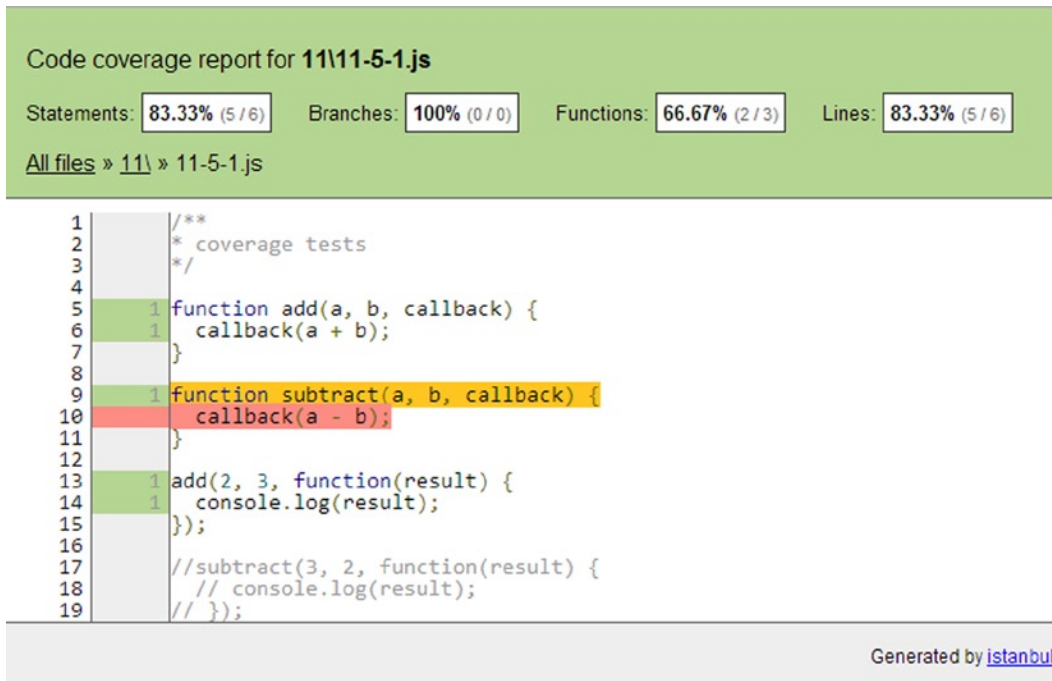 Code coverage report for 11\11-5-1.js
Statements: 83.33% (5 / 6) Branches: 100% (0 / 0) Functions: 66.67% (2 / 3) Lines: 83.33% (5 / 6)
All files » 11\ » 11-5-1.js
1 /**
2 * coverage tests
3 */
4
5 1 function add(a, b, callback) {
6 1 callback(a + b);
7 }
8
9 1 function subtract(a, b, callback) {
10 callback(a - b);
11 }
12
13 1 add(2, 3, function(result) {
14 1 console.log(result);
15 });
16
17 //subtract(3, 2, function(result) {
18 // console.log(result);
19 // });
Generated by istanbul